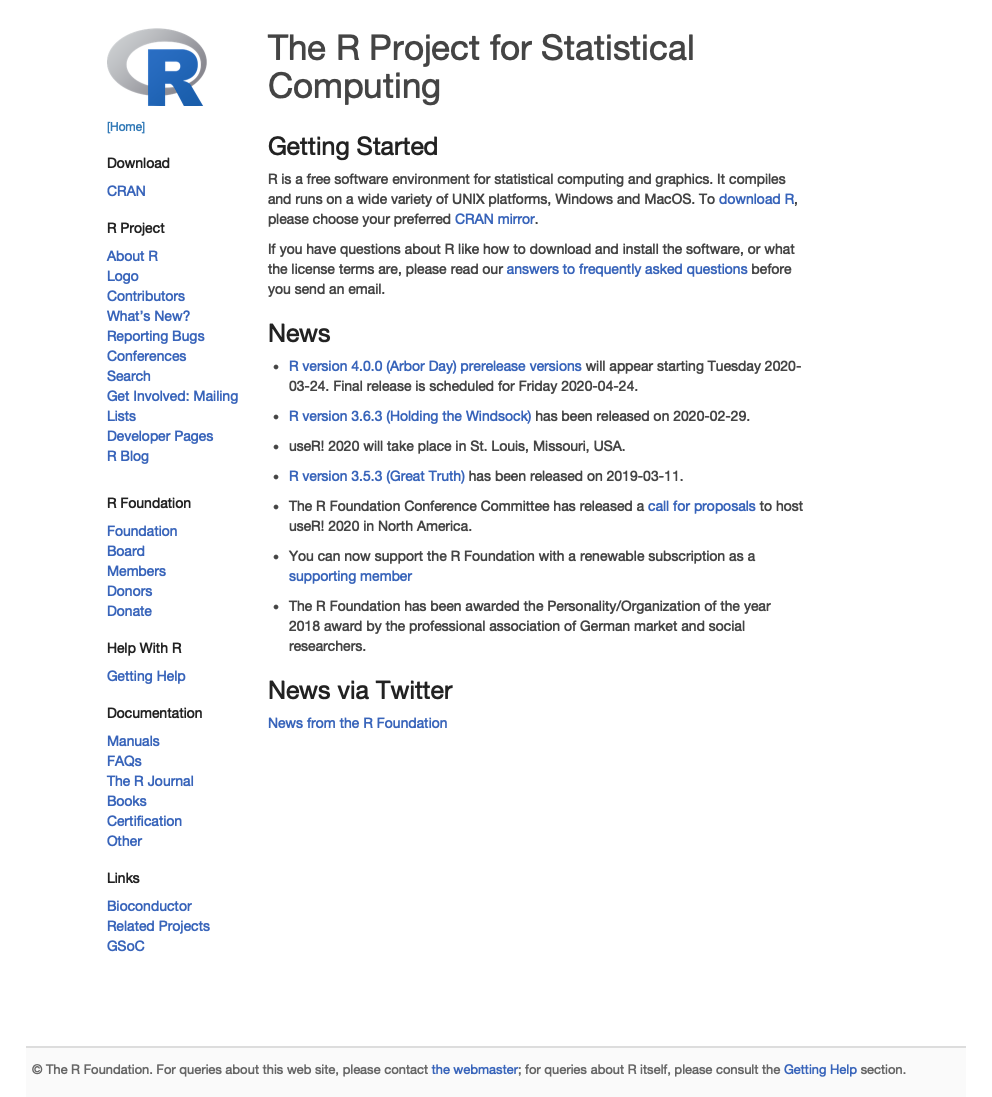 R
[Home]
Download
CRAN
R Project
About R
Logo
Contributors
What's New?
Reporting Bugs
Conferences
Search
Get Involved: Mailing
Lists
Developer Pages
R Blog
R Foundation
Foundation
Board
Members
Donors
Donate
Help With R
Getting Help
Documentation
Manuals
FAQs
The R Journal
Books
Certification
Other
Links
Bioconductor
Related Projects
GSoC
The R Project for Statistical
Computing
Getting Started
R is a free software environment for statistical computing and graphics. It compiles
and runs on a wide variety of UNIX platforms, Windows and MacOS. To download R,
please choose your preferred CRAN mirror.
If you have questions about R like how to download and install the software, or what
the license terms are, please read our answers to frequently asked questions before
you send an email.
News
• R version 4.0.0 (Arbor Day) prerelease versions will appear starting Tuesday 2020-
03-24. Final release is scheduled for Friday 2020-04-24.
• R version 3.6.3 (Holding the Windsock) has been released on 2020-02-29.
• useR! 2020 will take place in St. Louis, Missouri, USA.
• R version 3.5.3 (Great Truth) has been released on 2019-03-11.
• The R Foundation Conference Committee has released a call for proposals to host
useR! 2020 in North America.
• You can now support the R Foundation with a renewable subscription as a
supporting member
• The R Foundation has been awarded the Personality/Organization of the year
2018 award by the professional association of German market and social
researchers.
News via Twitter
News from the R Foundation
© The R Foundation. For queries about this web site, please contact the webmaster; for queries about R itself, please consult the Getting Help section.